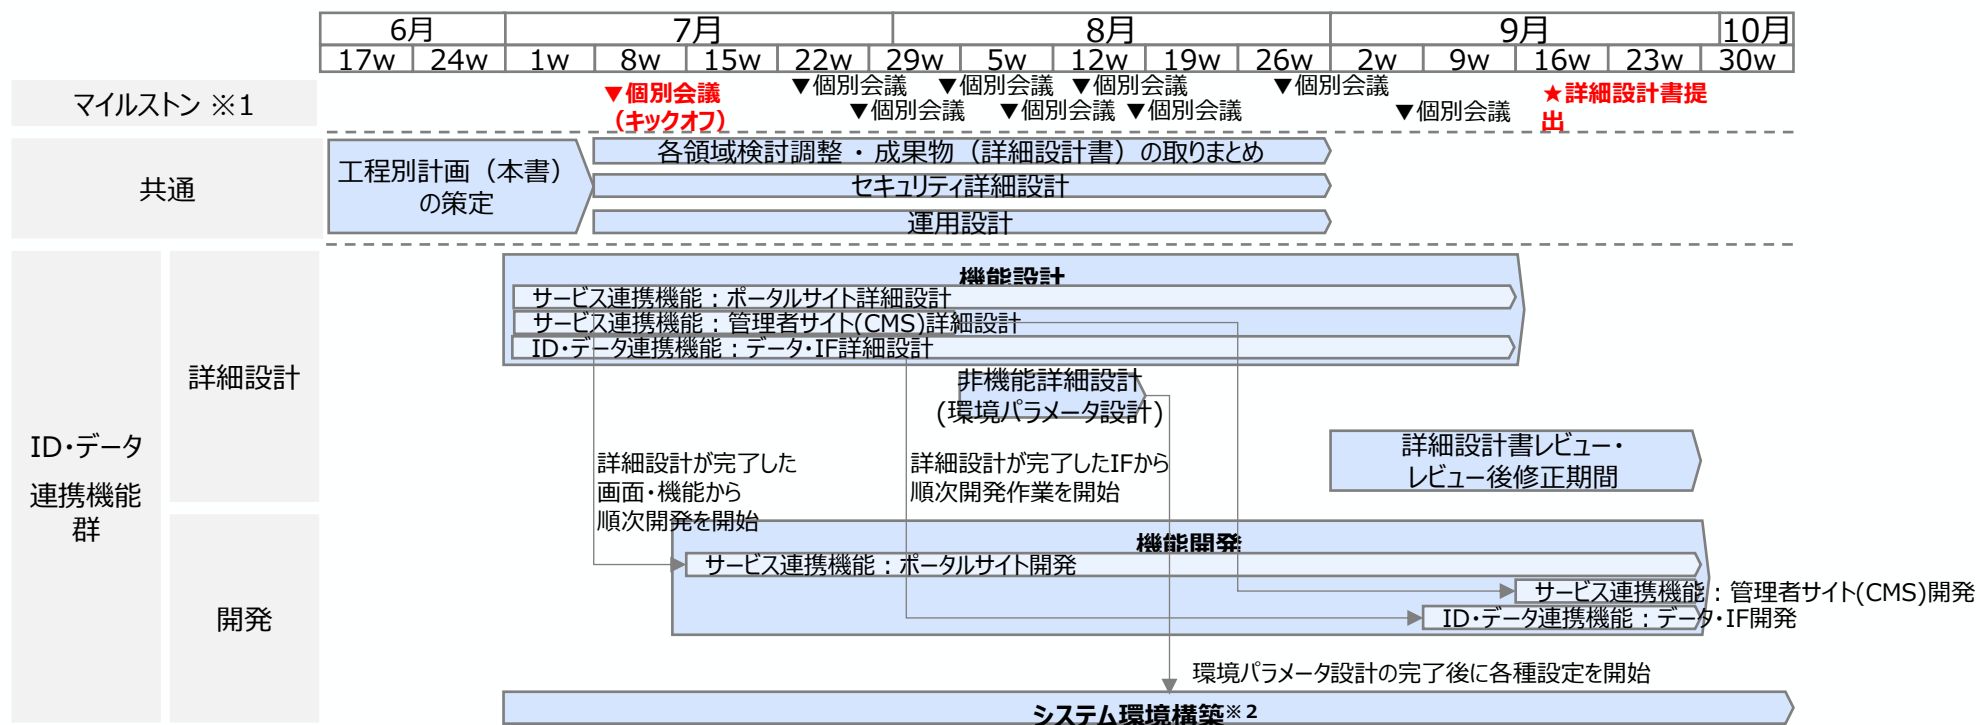 6月 7月 8月 9月 10月
17w 24w 1w 8w 15w 22w 29w 5w 12w 19w 26w 2w 9w 16w 23w 30w
マイルストン ※1
▼個別会議
（キックオフ）
▼個別会議
▼個別会議
▼個別会議
▼個別会議
▼個別会議
▼個別会議
▼個別会議
▼個別会議
★詳細設計書提
出
共通
工程別計画（本書）
の策定
各領域検討調整・成果物（詳細設計書）の取りまとめ
セキュリティ詳細設計
運用設計
ID・データ
連携機能
群
詳細設計
機能設計
サービス連携機能：ポータルサイト詳細設計
サービス連携機能：管理者サイト(CMS)詳細設計
ID・データ連携機能：データ・IF詳細設計
非機能詳細設計
(環境パラメータ設計)
詳細設計書レビュー・
レビュー後修正期間
詳細設計が完了した
画面・機能から
順次開発を開始
詳細設計が完了したIFから
順次開発作業を開始
開発
機能開発
サービス連携機能：ポータルサイト開発
サービス連携機能：管理者サイト(CMS)開発
ID・データ連携機能：データ・IF開発
環境パラメータ設計の完了後に各種設定を開始
システム環境構築※2